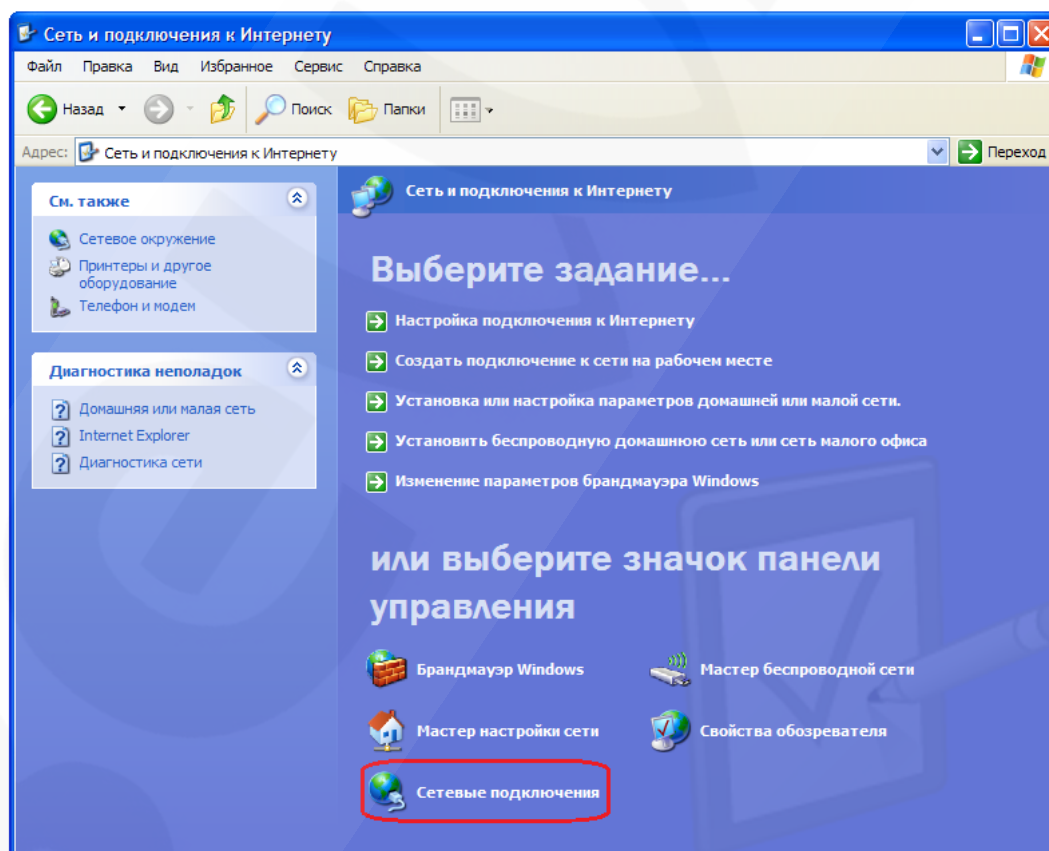 Сеть и подключения к Интернету
Файл Правка Вид Избранное Сервис Справка
Назад Поиск Папки
Адрес: Сеть и подключения к Интернету Переход
См. также
Сетевое окружение
Принтеры и другое
оборудование
Телефон и модем
Диагностика неполадок
Домашняя или малая сеть
Internet Explorer
Диагностика сети
Сеть и подключения к Интернету
Выберите задание...
Настройка подключения к Интернету
Создать подключение к сети на рабочем месте
Установка или настройка параметров домашней или малой сети.
Установить беспроводную домашнюю сеть или сеть малого офиса
Изменение параметров брандмауэра Windows
или выберите значок панели
управления
Брандмауэр Windows Мастер беспроводной сети
Мастер настройки сети Свойства обозревателя
Сетевые подключения